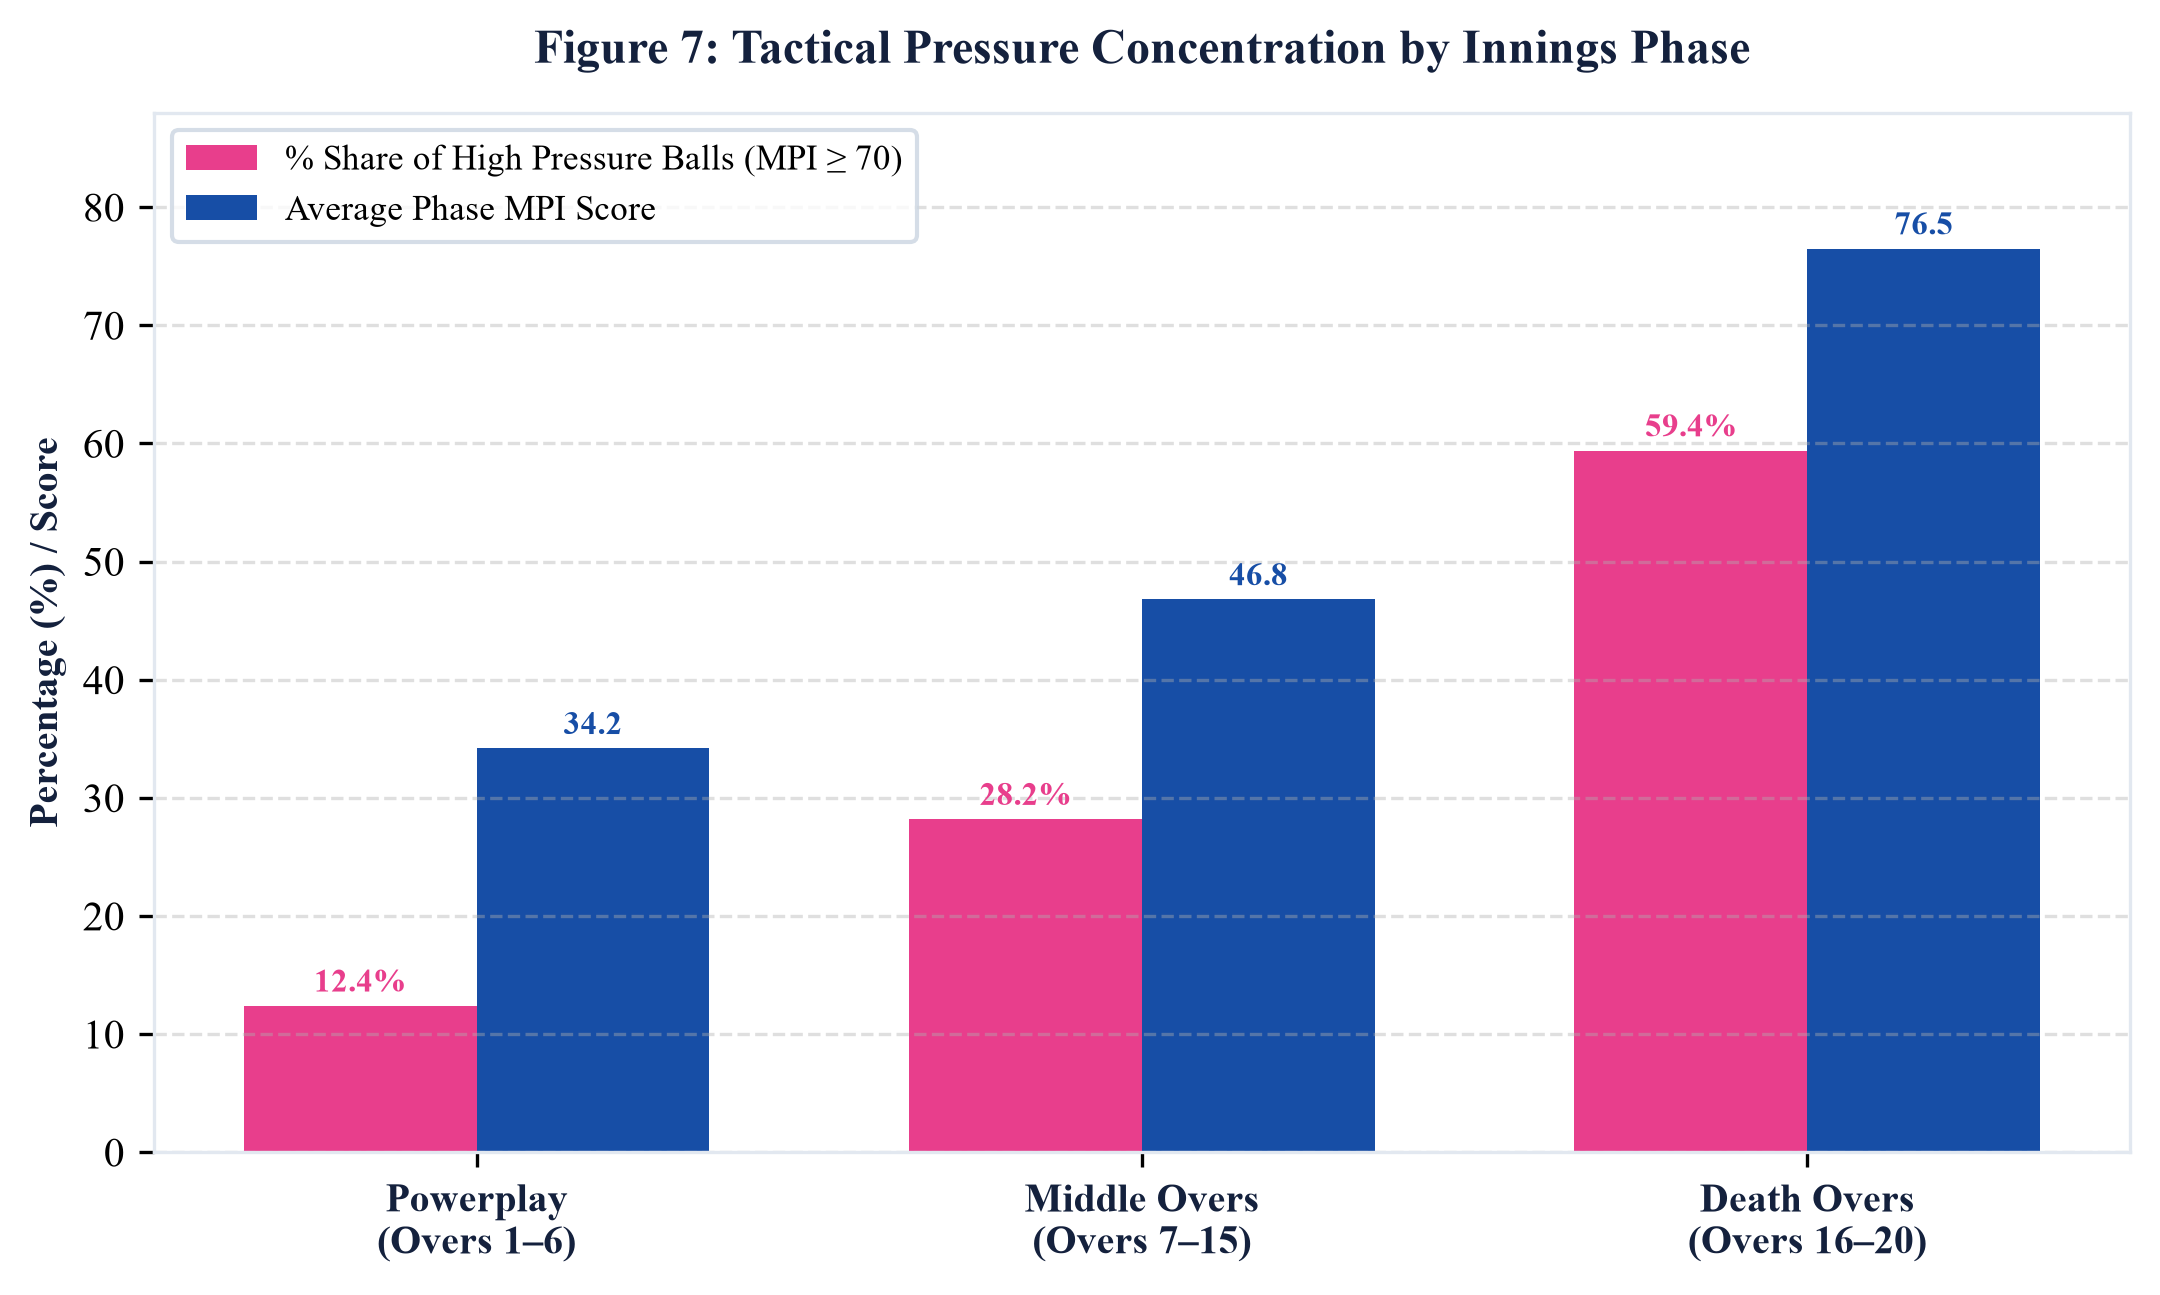 Figure 7: Tactical Pressure Concentration by Innings Phase
% Share of High Pressure Balls (MPI ≥ 70)
Average Phase MPI Score
Percentage (%) / Score
80
70
60
50
40
30
20
10
0
12.4%
34.2
28.2%
46.8
59.4%
76.5
Powerplay
(Overs 1–6)
Middle Overs
(Overs 7–15)
Death Overs
(Overs 16–20)